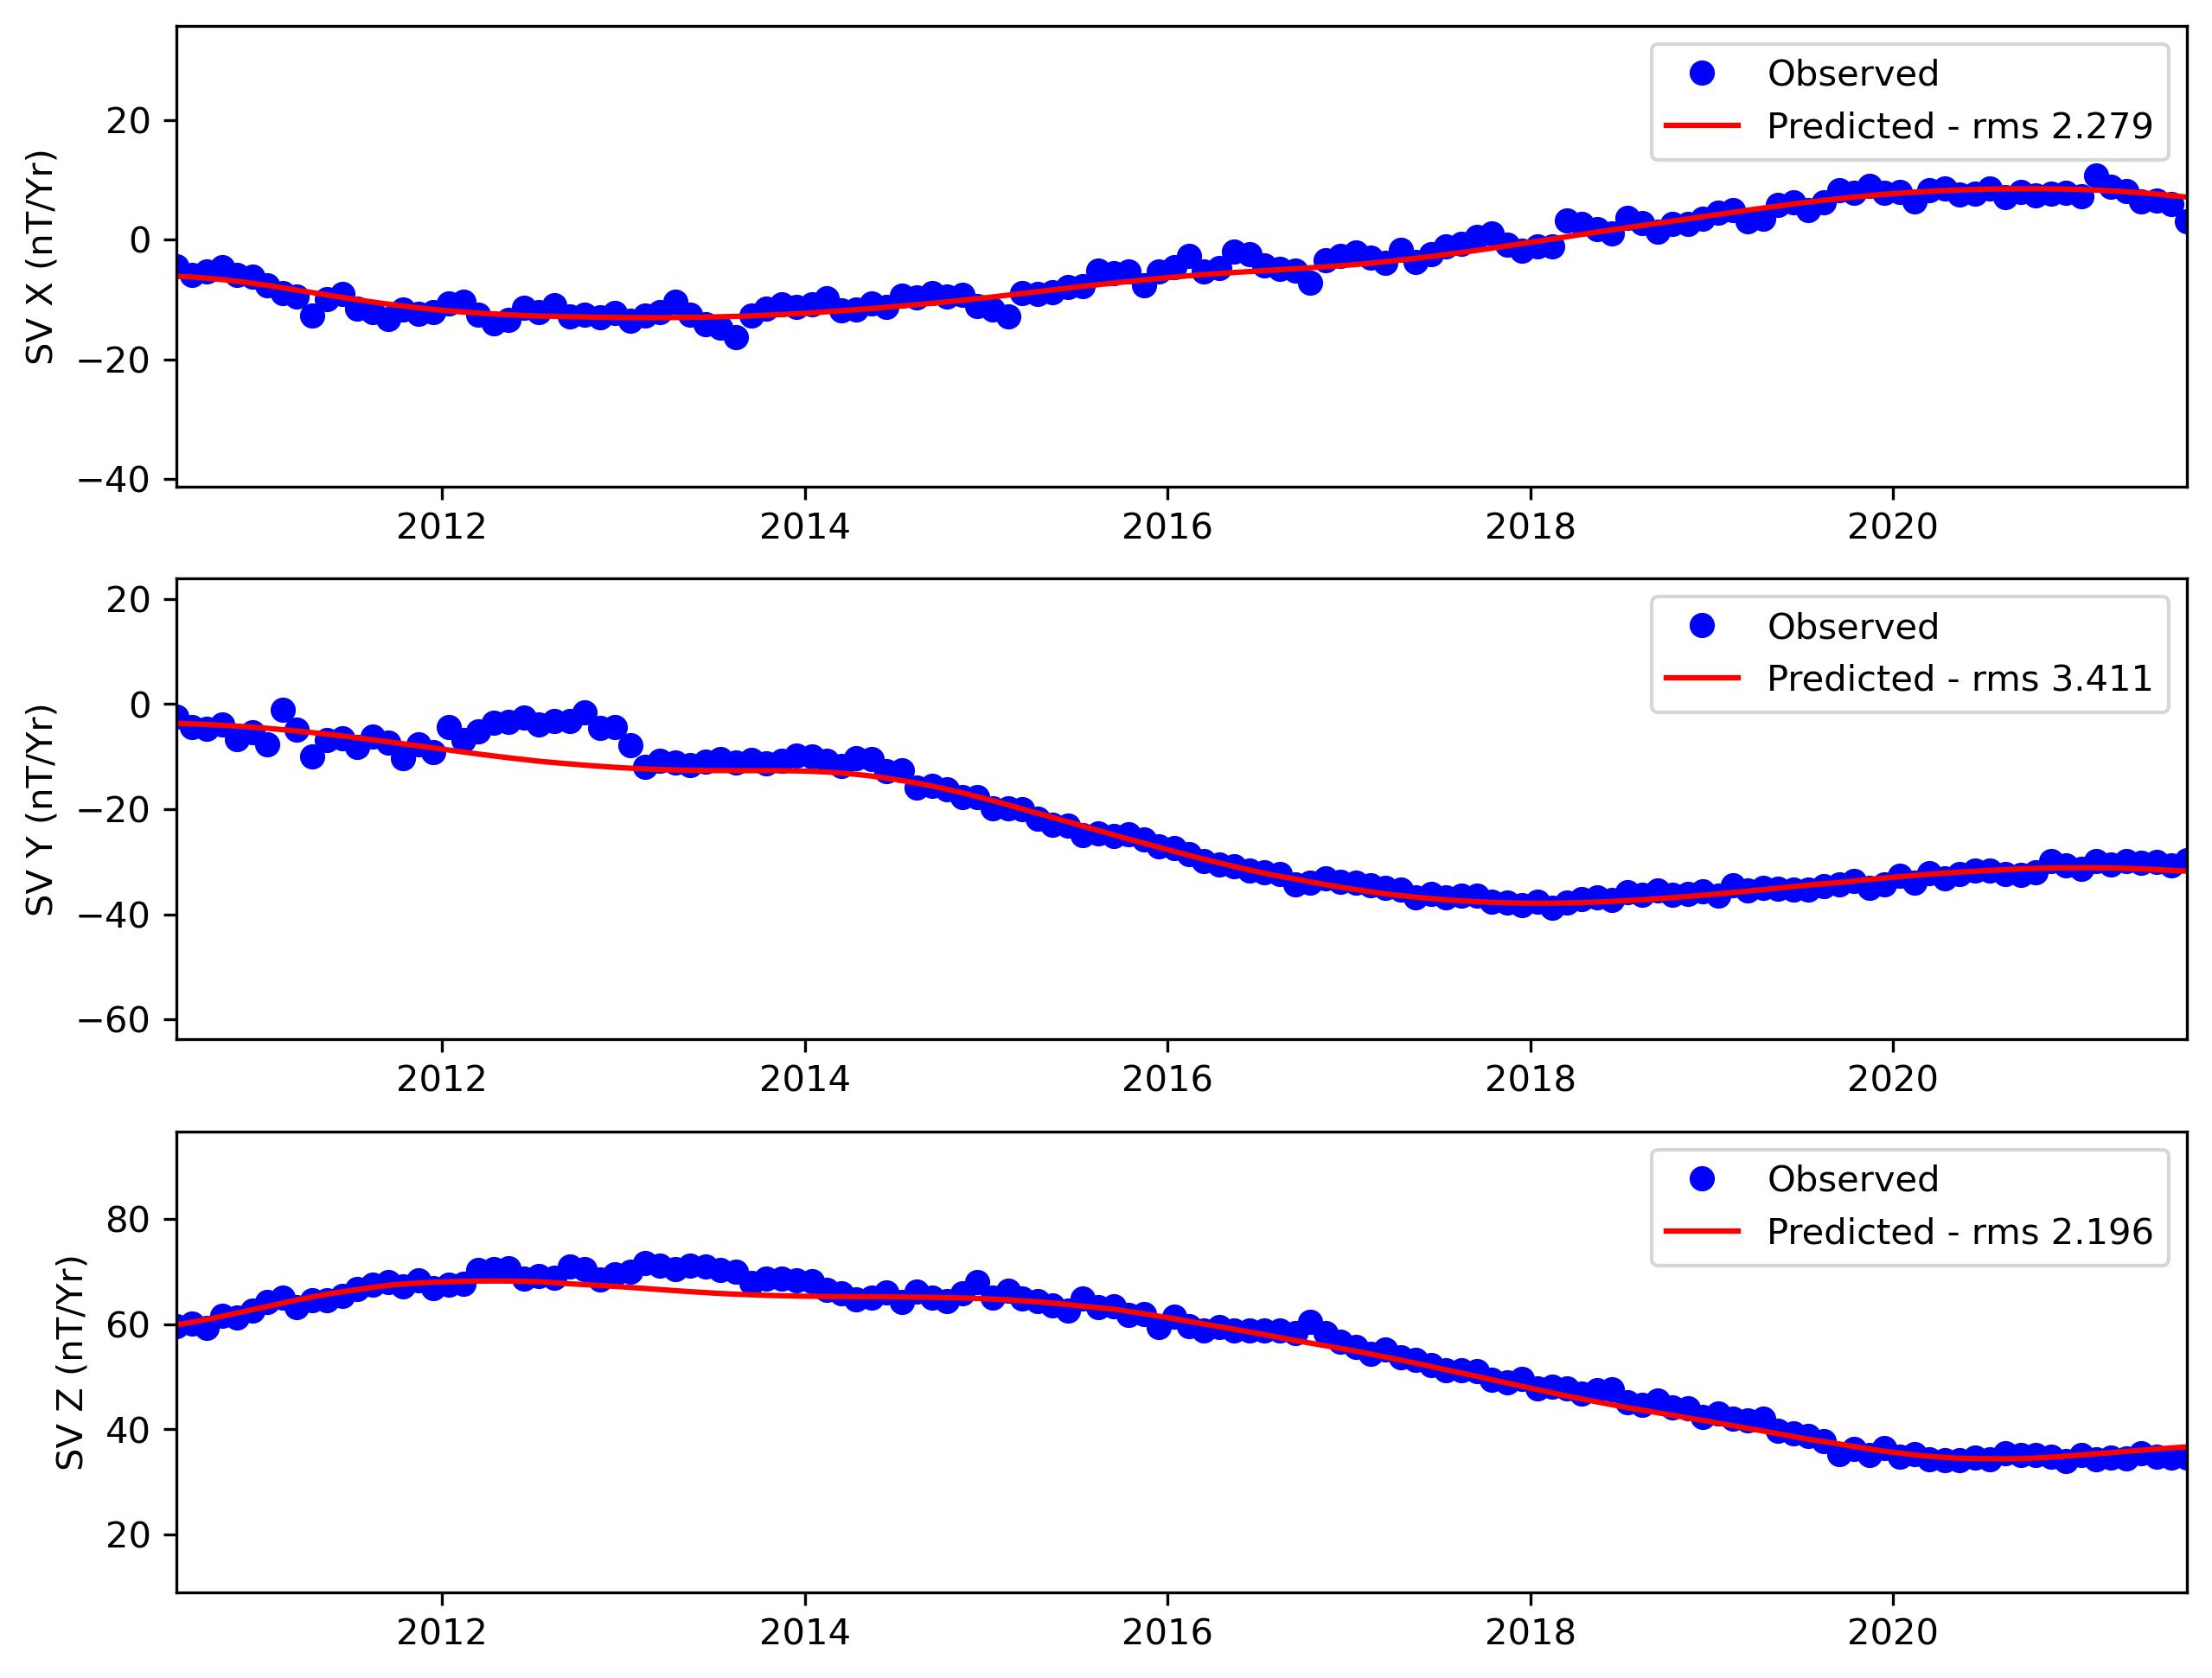 SV X (nT/Yr)
20
0
−20
−40
Observed
Predicted - rms 2.279
2012 2014 2016 2018 2020
SV Y (nT/Yr)
20
0
−20
−40
−60
Observed
Predicted - rms 3.411
2012 2014 2016 2018 2020
SV Z (nT/Yr)
80
60
40
20
Observed
Predicted - rms 2.196
2012 2014 2016 2018 2020